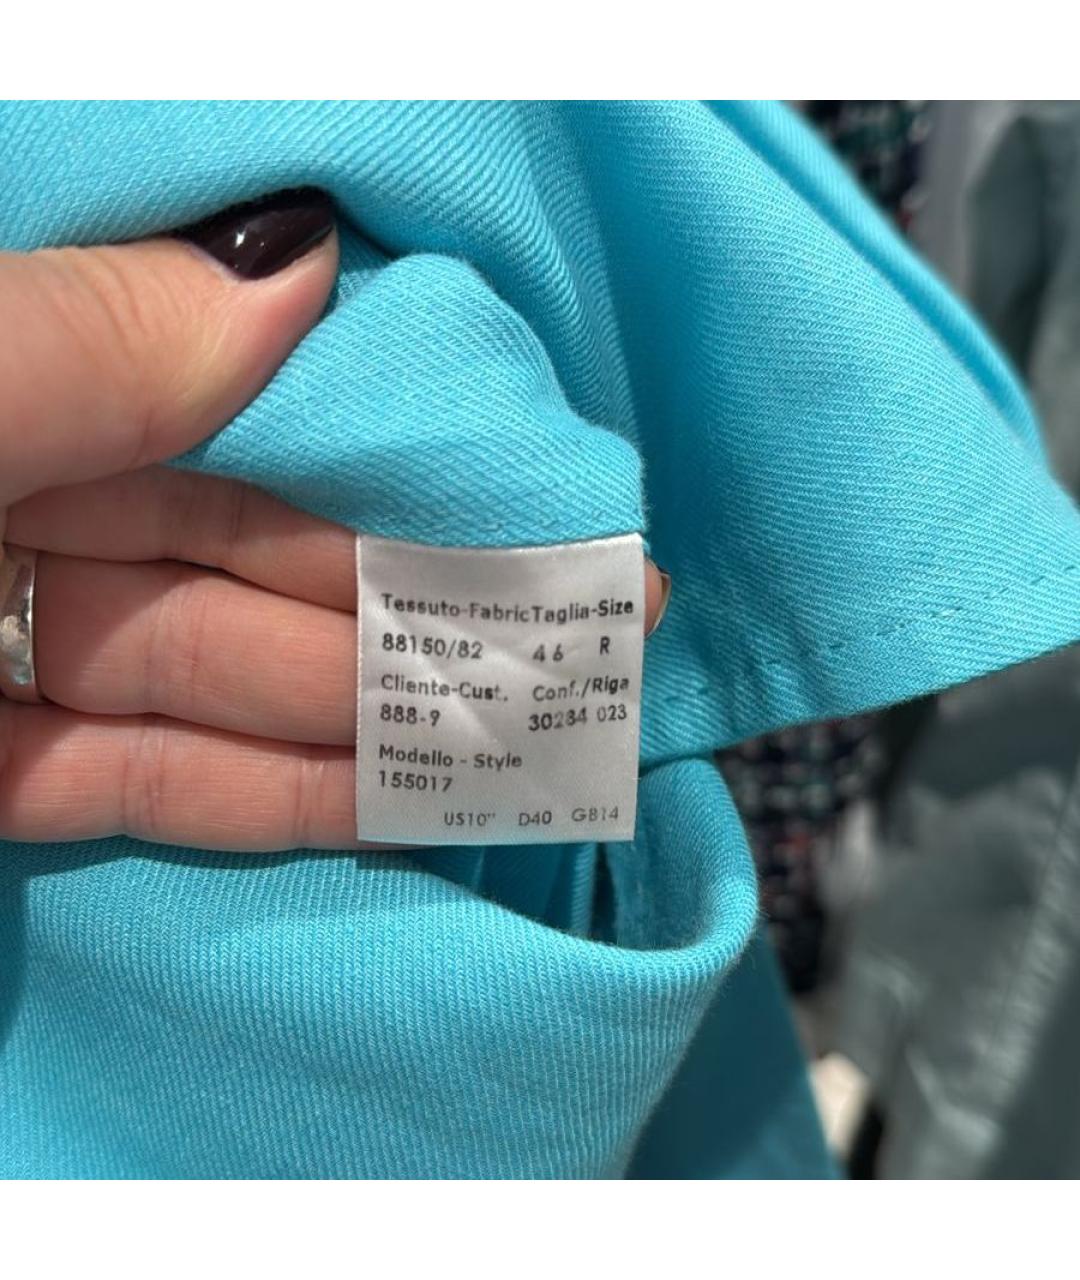 Tessuto-Fabric Taglia-Size
88150/82 46 R
Cliente-Cust. Conf./Riga
888-9 30284 023
Modello - Style
155017
US10" D40 GB14